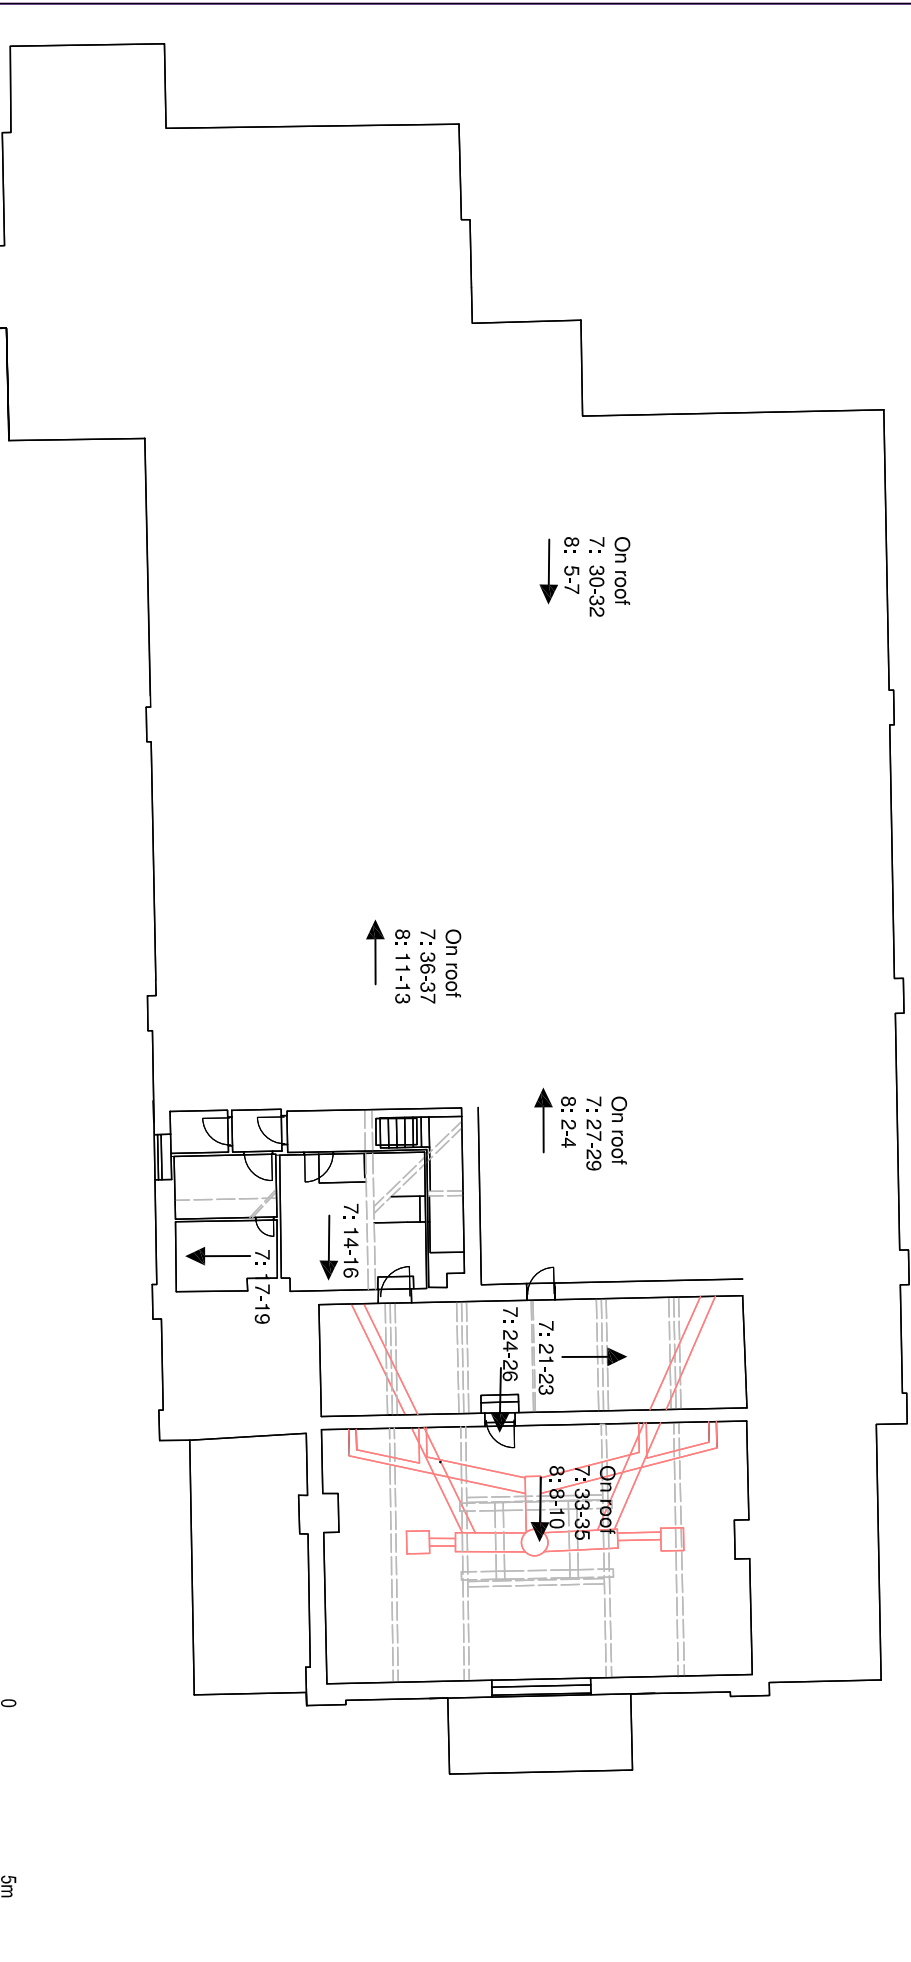 On roof
7: 30-32
8: 5-7
On roof
7: 36-37
8: 11-13
On roof
7: 27-29
8: 2-4
7: 14-16
7: 17-19
7: 21-23
7: 24-26
On roof
7: 33-35
8: 8-10
0
5m